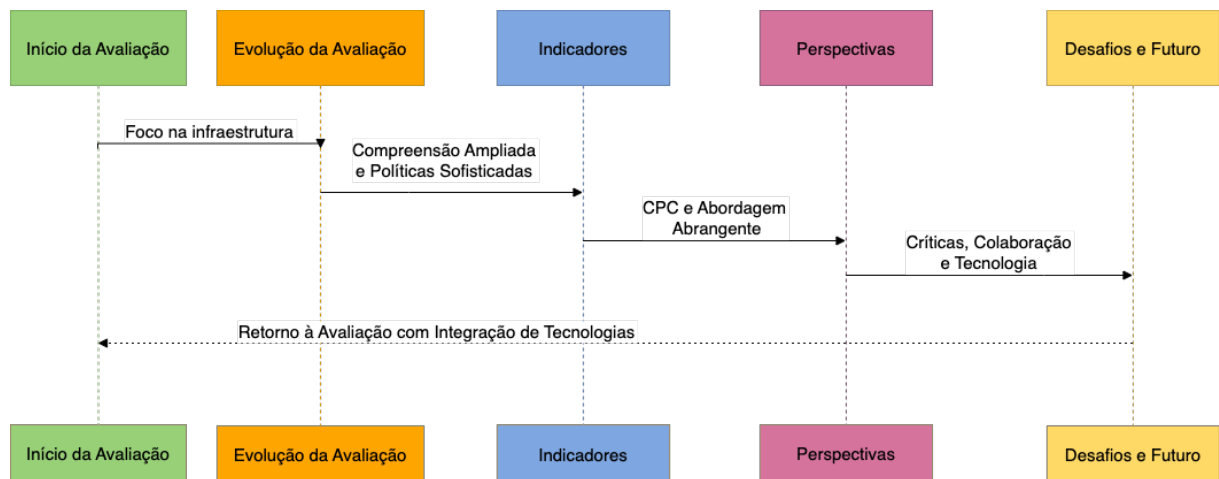 Início da Avaliação
Evolução da Avaliação
Indicadores
Perspectivas
Desafios e Futuro
Foco na infraestrutura
Compreensão Ampliada
e Políticas Sofisticadas
CPC e Abordagem
Abrangente
Críticas, Colaboração
e Tecnologia
Retorno à Avaliação com Integração de Tecnologias
Início da Avaliação
Evolução da Avaliação
Indicadores
Perspectivas
Desafios e Futuro